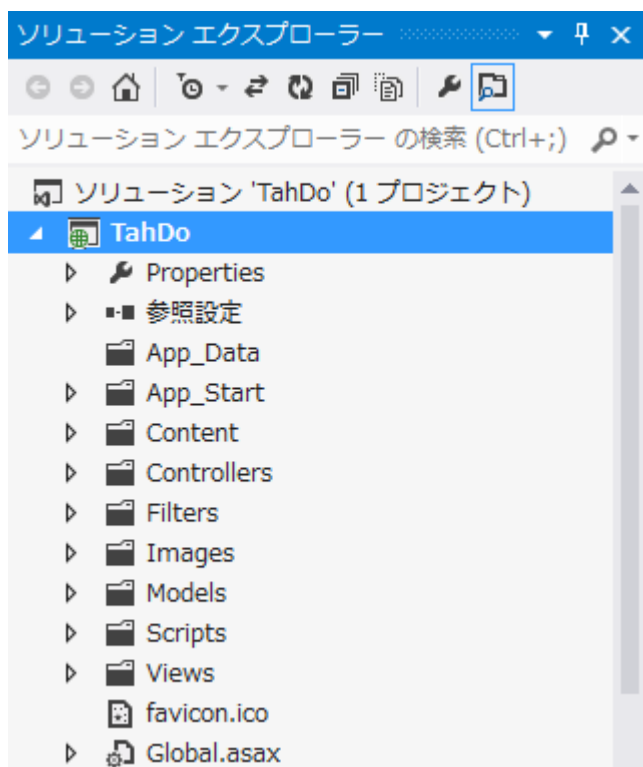 ソリューション エクスプローラー
ソリューション エクスプローラー の検索 (Ctrl+;)
ソリューション 'TahDo' (1 プロジェクト)
TahDo
Properties
参照設定
App_Data
App_Start
Content
Controllers
Filters
Images
Models
Scripts
Views
favicon.ico
Global.asax